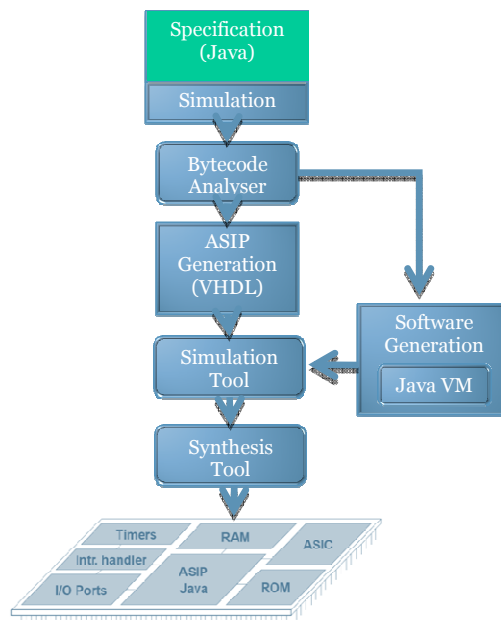 Specification
(Java)
Simulation
Bytecode
Analyser
ASIP
Generation
(VHDL)
Software
Generation
Java VM
Simulation
Tool
Synthesis
Tool
Timers
RAM
ASIC
Intr. handler
ASIP
Java
I/O Ports
ROM